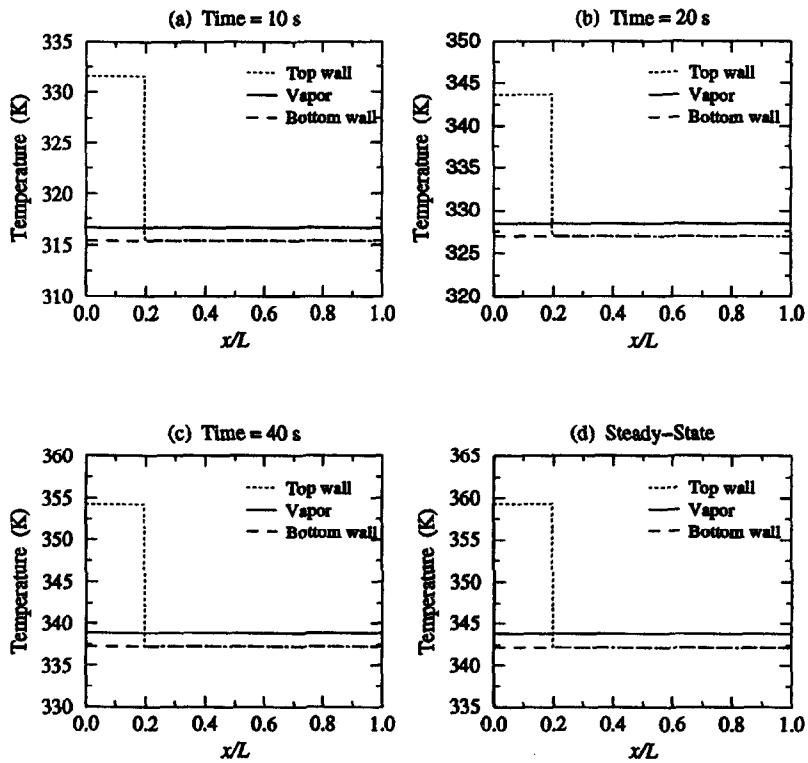 (a) Time = 10 s
335
330
325
320
315
310
Temperature (K)
Top wall
Vapor
Bottom wall
0.0 0.2 0.4 0.6 0.8 1.0
x/L
(b) Time = 20 s
350
345
340
335
330
325
320
Temperature (K)
Top wall
Vapor
Bottom wall
0.0 0.2 0.4 0.6 0.8 1.0
x/L
(c) Time = 40 s
360
355
350
345
340
335
330
Temperature (K)
Top wall
Vapor
Bottom wall
0.0 0.2 0.4 0.6 0.8 1.0
x/L
(d) Steady-State
365
360
355
350
345
340
335
Temperature (K)
Top wall
Vapor
Bottom wall
0.0 0.2 0.4 0.6 0.8 1.0
x/L